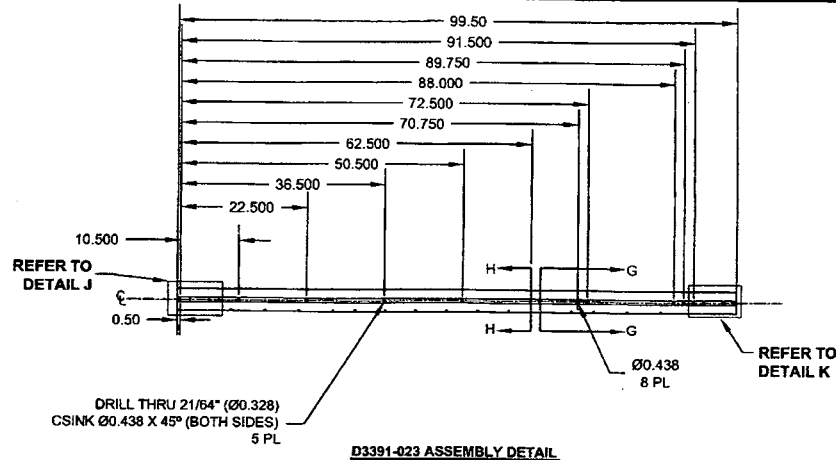 99.50
91.500
89.750
88.000
72.500
70.750
62.500
50.500
36.500
22.500
10.500
REFER TO
DETAIL J
H
G
℄
0.50
H
G
REFER TO
DETAIL K
Ø0.438
8 PL
DRILL THRU 21/64" (Ø0.328)
CSINK Ø0.438 X 45º (BOTH SIDES)
5 PL
D3391-023 ASSEMBLY DETAIL